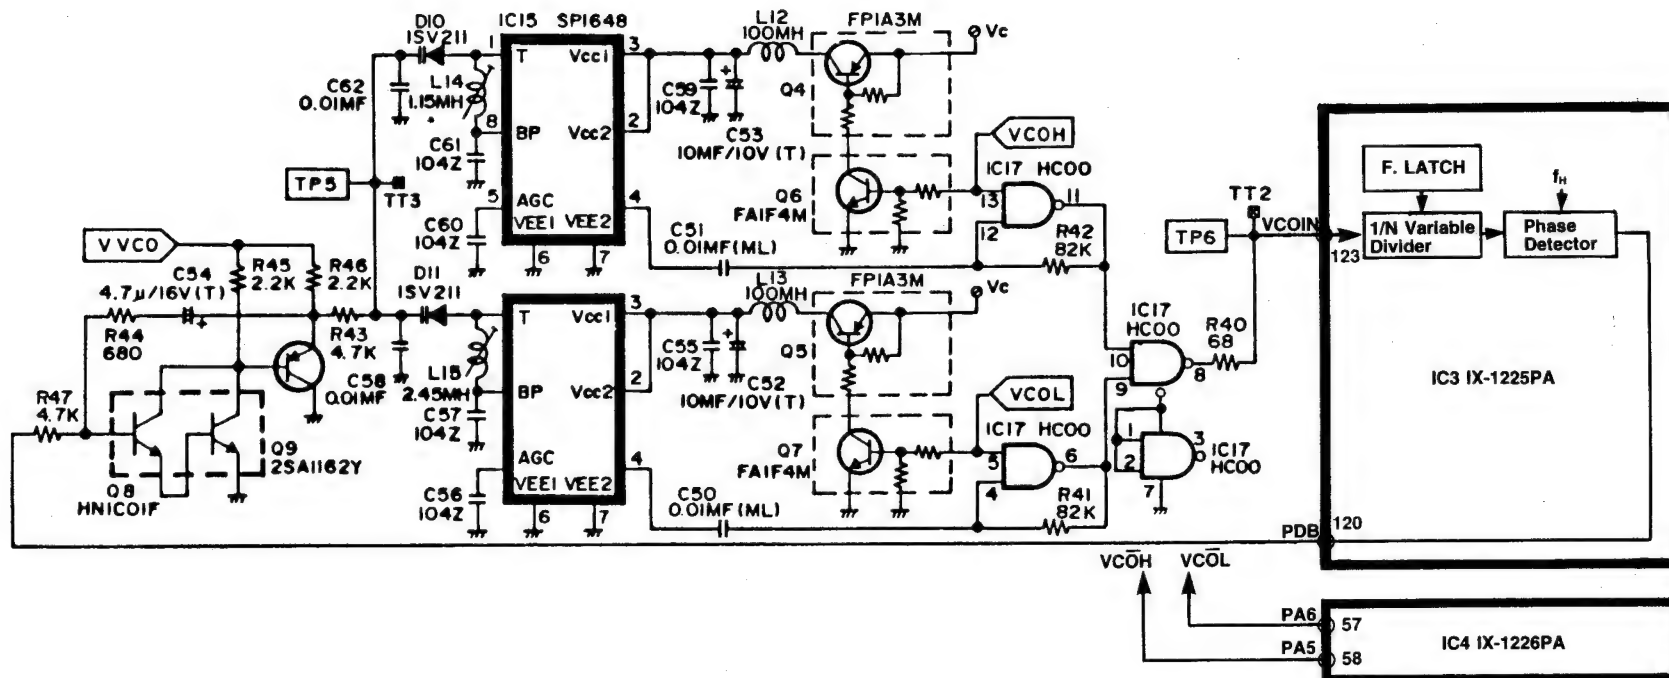 D10
1SV211
IC15 SP1648
L12
100MH
FP1A3M
Vc
1
T
Vcc1
3
C62
0.01MF
L14
1.15MH
8
BP
Vcc2
2
C59
104Z
Q4
C53
10MF/10V(T)
C61
104Z
VCOH
IC17 HC00
TP5
TT3
5
AGC
VEE1
VEE2
4
6
7
C60
104Z
Q6
FA1F4M
13
12
11
C51
0.01MF(ML)
R42
82K
TT2
TP6
VCOIN
123
F. LATCH
fH
1/N Variable
Divider
Phase
Detector
V VCO
C54
4.7μ/16V(T)
R45
2.2K
R46
2.2K
D11
1SV211
L13
100MH
FP1A3M
Vc
R44
680
R43
4.7K
T
Vcc1
3
C58
0.01MF
L15
2.45MH
BP
Vcc2
2
C55
104Z
Q5
C52
10MF/10V(T)
IC17
HC00
R40
68
10
9
8
IC3 IX-1225PA
R47
4.7K
C57
104Z
VCOL
IC17 HC00
Q9
2SA1162Y
Q8
HN1C01F
AGC
VEE1 VEE2
4
6
7
C56
104Z
Q7
FA1F4M
5
4
6
1
2
3
IC17
HC00
7
C50
0.01MF(ML)
R41
82K
120
PDB
VCOH
VCOL
PA6
57
PA5
58
IC4 IX-1226PA